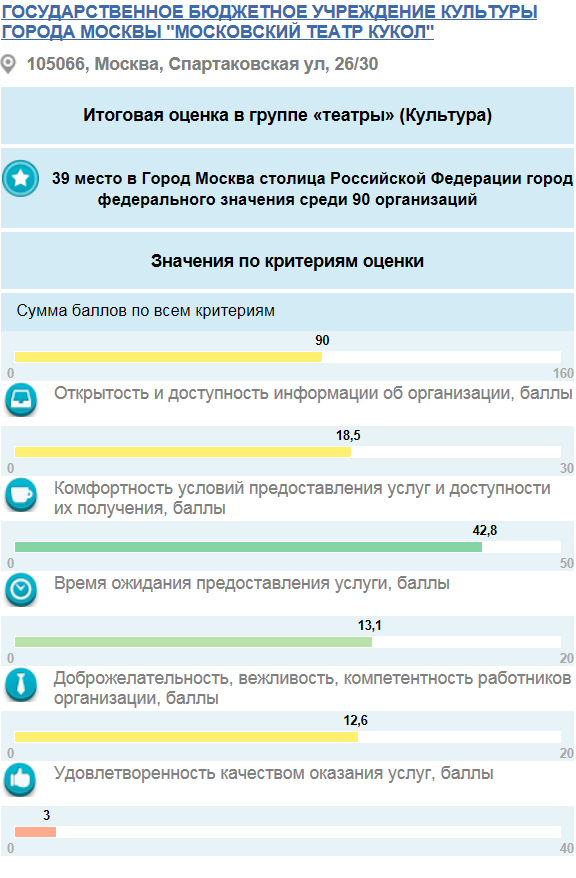 ГОСУДАРСТВЕННОЕ БЮДЖЕТНОЕ УЧРЕЖДЕНИЕ КУЛЬТУРЫ
ГОРОДА МОСКВЫ "МОСКОВСКИЙ ТЕАТР КУКОЛ"
105066, Москва, Спартаковская ул, 26/30
Итоговая оценка в группе «театры» (Культура)
39 место в Город Москва столица Российской Федерации город
федерального значения среди 90 организаций
Значения по критериям оценки
Сумма баллов по всем критериям
90
0 160
Открытость и доступность информации об организации, баллы
18,5
0 30
Комфортность условий предоставления услуг и доступности
их получения, баллы
42,8
0 50
Время ожидания предоставления услуги, баллы
13,1
0 20
Доброжелательность, вежливость, компетентность работников
организации, баллы
12,6
0 20
Удовлетворенность качеством оказания услуг, баллы
3
0 40